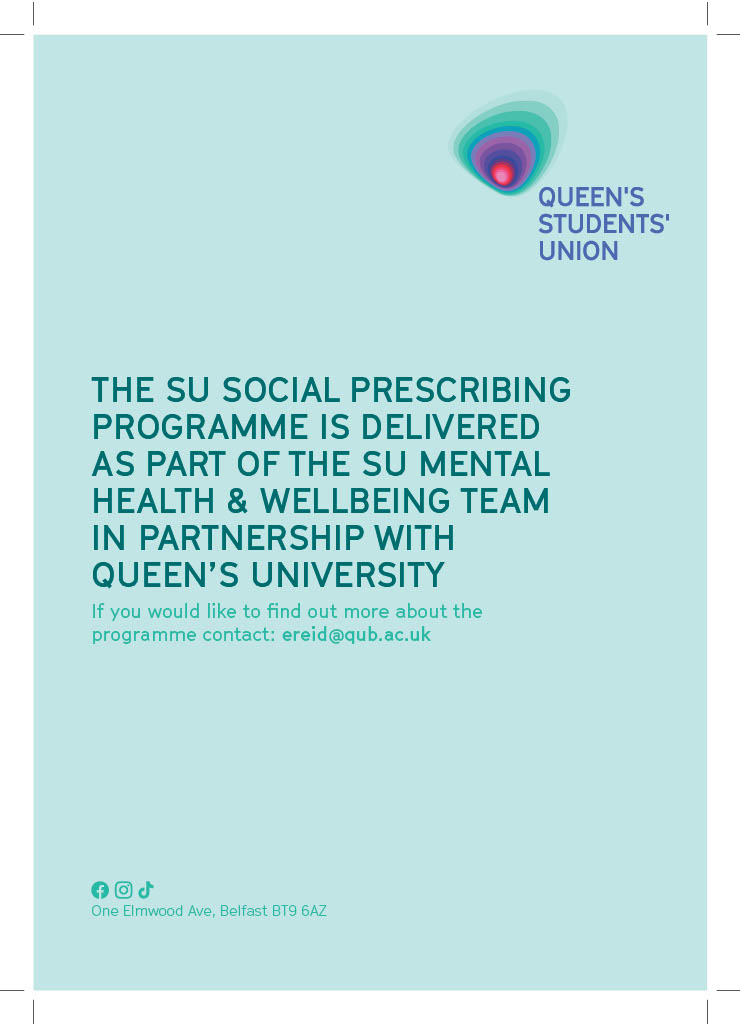 QUEEN'S
STUDENTS'
UNION
THE SU SOCIAL PRESCRIBING
PROGRAMME IS DELIVERED
AS PART OF THE SU MENTAL
HEALTH & WELLBEING TEAM
IN PARTNERSHIP WITH
QUEEN’S UNIVERSITY
If you would like to find out more about the
programme contact: ereid@qub.ac.uk
One Elmwood Ave, Belfast BT9 6AZ